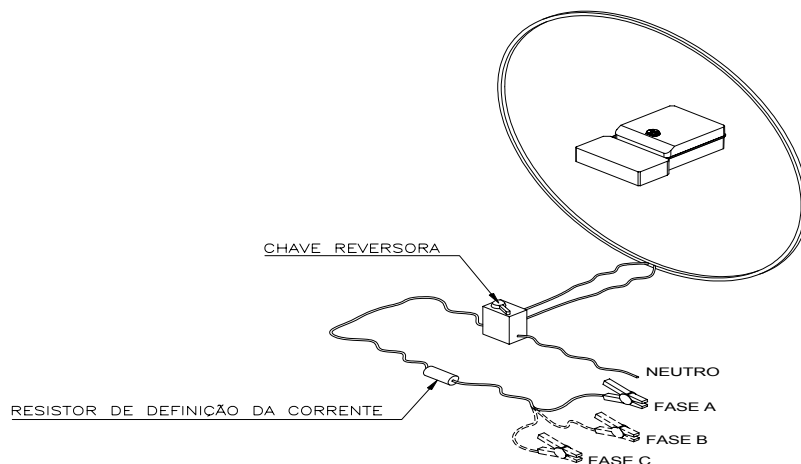 CHAVE REVERSORA
NEUTRO
FASE A
RESISTOR DE DEFINIÇÃO DA CORRENTE
FASE B
FASE C